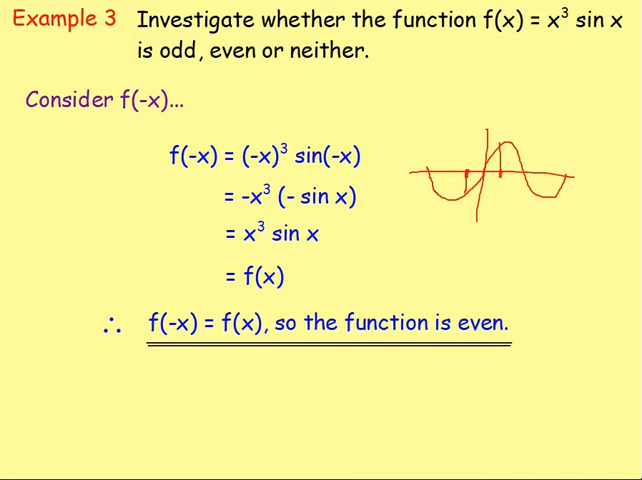 Example 3 Investigate whether the function f(x) = x³ sin x
is odd, even or neither.
Consider f(-x)...
f(-x) = (-x)³ sin(-x)
= -x³ (- sin x)
= x³ sin x
= f(x)
∴ f(-x) = f(x), so the function is even.